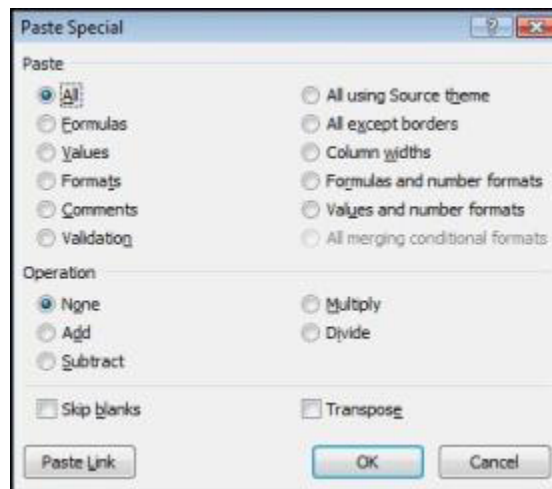 Paste Special
Paste
All
All using Source theme
Formulas
All except borders
Values
Column widths
Formats
Formulas and number formats
Comments
Values and number formats
Validation
All merging conditional formats
Operation
None
Multiply
Add
Divide
Subtract
Skip blanks
Transpose
Paste Link
OK
Cancel